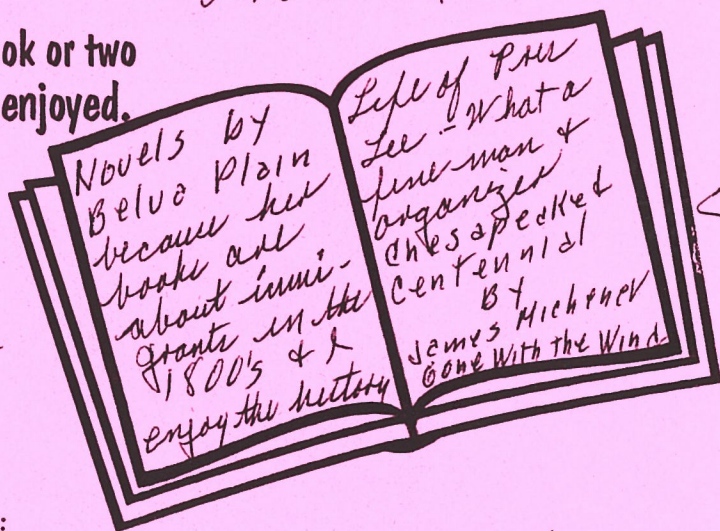 ok or two
enjoyed.
Novels by
Belva Plain
because her
books are
about immi-
grants in the
1800's & I
enjoy the history
Life of Pres
Lee - What a
fine man &
organizer
Chesapeake &
Centennial
By
James Michener
Gone With the Wind
: